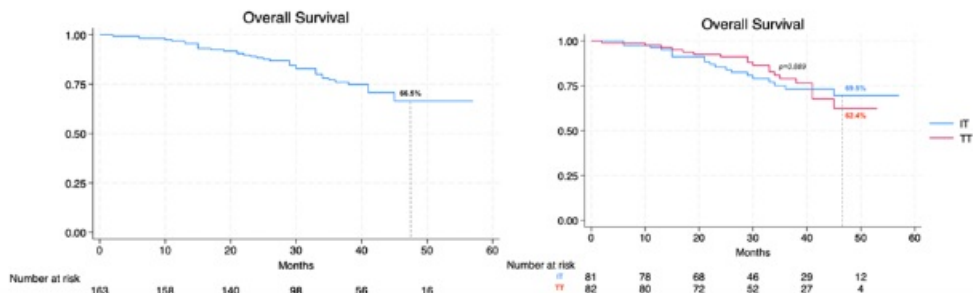 Overall Survival
1.00
0.75
0.50
0.25
0.00
66.5%
0 10 20 30 40 50 60
Months
Number at risk
163 158 140 98 56 16
Overall Survival
1.00
0.75
0.50
0.25
0.00
69.5%
62.4%
IT
TT
0 10 20 30 40 50 60
Months
Number at risk
IT 81 78 68 46 29 12
TT 82 80 72 52 27 4